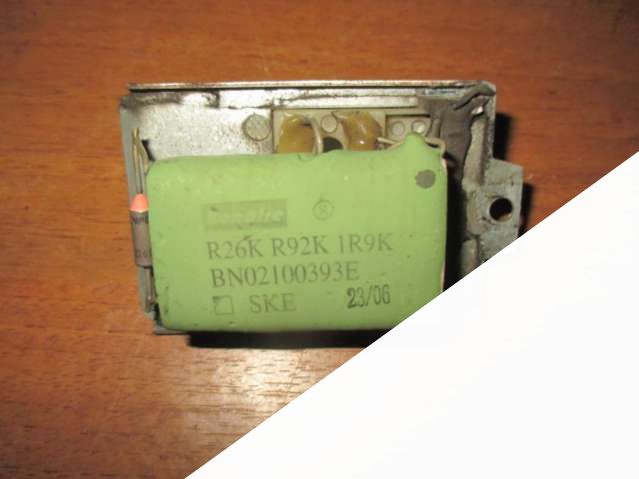 ®
R26K R92K 1R9K
BN02100393E
SKE 23/06